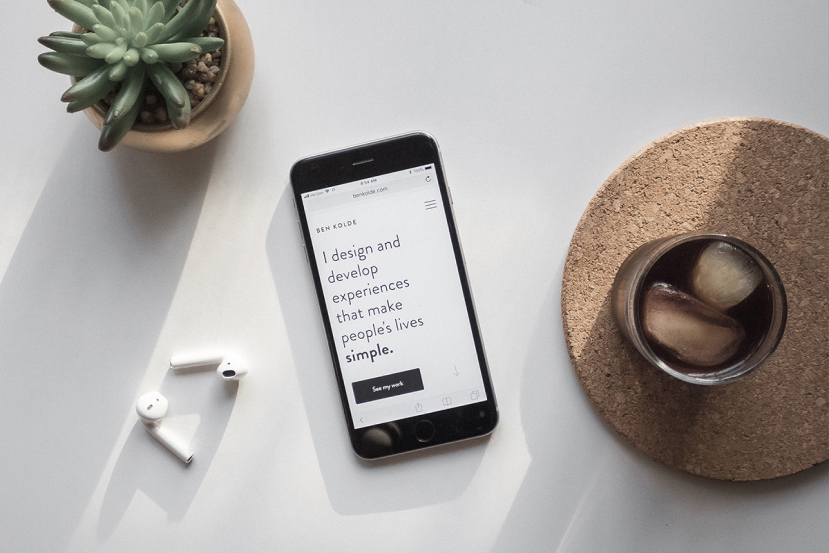 9:54 AM
100%
benkolde.com
BEN KOLDE
I design and
develop
experiences
that make
people's lives
simple.
See my work